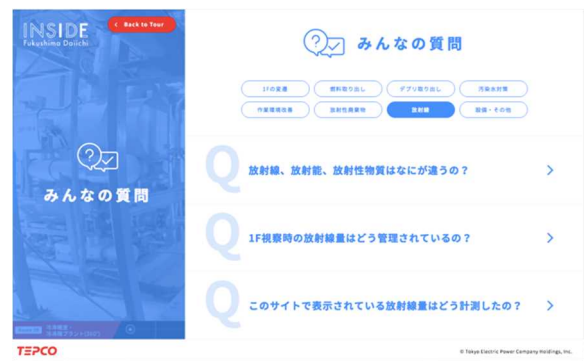 INSIDE
Fukushima Daiichi
Back to Tour
みんなの質問
みんなの質問
1Fの変遷
燃料取り出し
デブリ取り出し
汚染水対策
作業環境改善
放射性廃棄物
放射線
設備・その他
Q 放射線、放射能、放射性物質はなにが違うの?
Q 1F視察時の放射線量はどう管理されているの?
Q このサイトで表示されている放射線量はどう計測したの?
TEPCO
© Tokyo Electric Power Company Holdings, Inc.